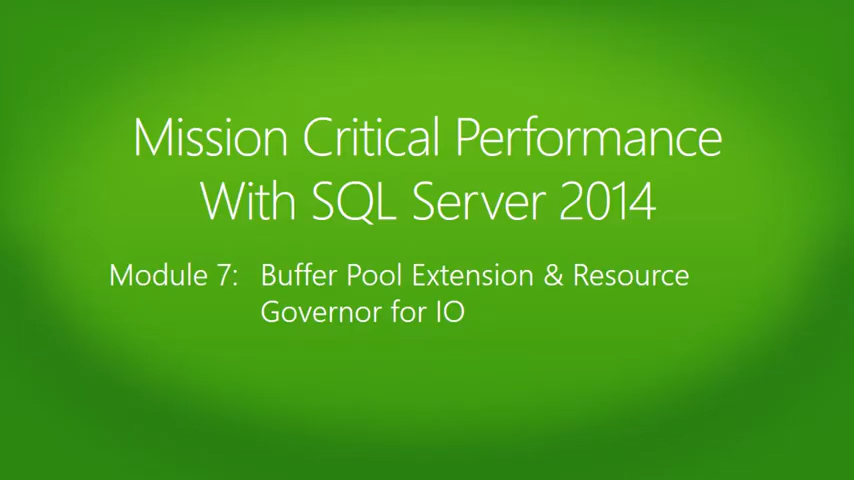 Mission Critical Performance
With SQL Server 2014
Module 7: Buffer Pool Extension & Resource
Governor for IO